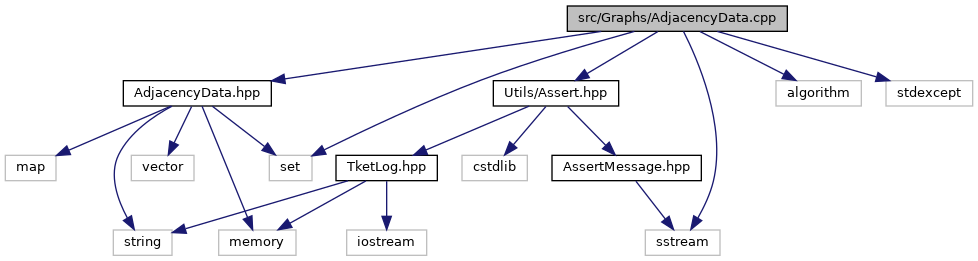 src/Graphs/AdjacencyData.cpp
AdjacencyData.hpp
Utils/Assert.hpp
algorithm
stdexcept
map
vector
set
TketLog.hpp
cstdlib
AssertMessage.hpp
string
memory
iostream
sstream